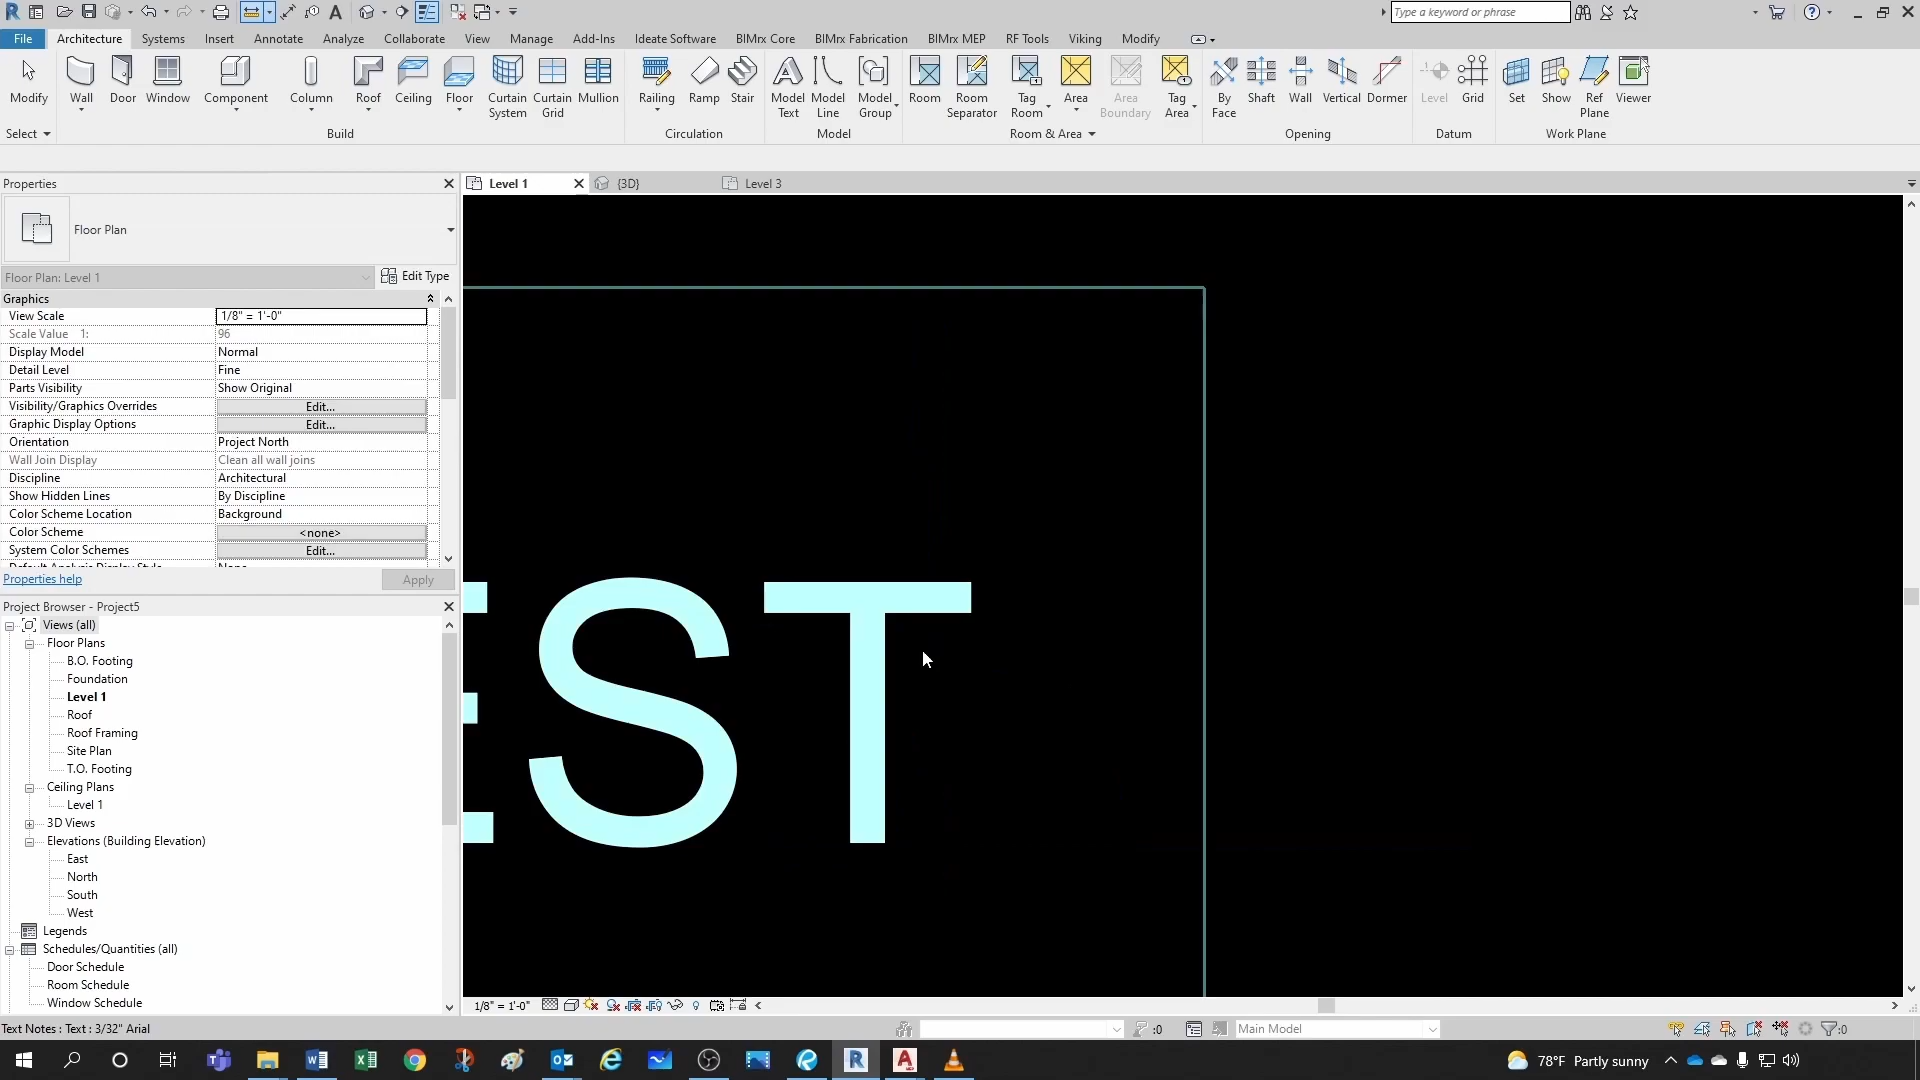 Type a keyword or phrase
File Architecture Systems Insert Annotate Analyze Collaborate View Manage Add-Ins Ideate Software BIMrx Core BIMrx Fabrication BIMrx MEP RF Tools Viking Modify
Modify Wall Door Window Component Column Roof Ceiling Floor Curtain System Curtain Grid Mullion Railing Ramp Stair Model Text Model Line Model Group Room Room Separator Tag Room Area Area Boundary Tag Area By Face Shaft Wall Vertical Dormer Level Grid Set Show Ref Plane Viewer
Select Build Circulation Model Room & Area Opening Datum Work Plane
Properties
Level 1 {3D} Level 3
Floor Plan
Floor Plan: Level 1 Edit Type
Graphics
View Scale 1/8" = 1'-0"
Scale Value 1: 96
Display Model Normal
Detail Level Fine
Parts Visibility Show Original
Visibility/Graphics Overrides Edit...
Graphic Display Options Edit...
Orientation Project North
Wall Join Display Clean all wall joins
Discipline Architectural
Show Hidden Lines By Discipline
Color Scheme Location Background
Color Scheme <none>
System Color Schemes Edit...
Default Analysis Display Style None
Properties help Apply
EST
Project Browser - Project5
Views (all)
Floor Plans
B.O. Footing
Foundation
Level 1
Roof
Roof Framing
Site Plan
T.O. Footing
Ceiling Plans
Level 1
3D Views
Elevations (Building Elevation)
East
North
South
West
Legends
Schedules/Quantities (all)
Door Schedule
Room Schedule
Window Schedule
1/8" = 1'-0"
Text Notes : Text : 3/32" Arial :0 Main Model :0
78°F Partly sunny